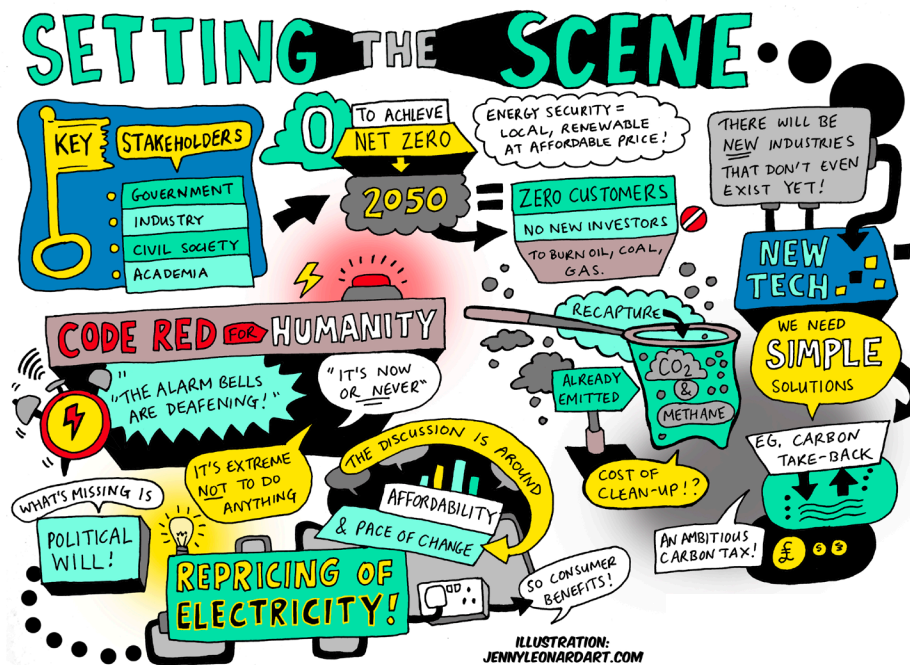 SETTING THE SCENE
KEY
STAKEHOLDERS
GOVERNMENT
INDUSTRY
CIVIL SOCIETY
ACADEMIA
0
TO ACHIEVE
NET ZERO
2050
ENERGY SECURITY =
LOCAL, RENEWABLE
AT AFFORDABLE PRICE!
=
ZERO CUSTOMERS
NO NEW INVESTORS
TO BURN OIL, COAL,
GAS.
THERE WILL BE
NEW INDUSTRIES
THAT DON'T EVEN
EXIST YET!
NEW
TECH
CODE RED FOR HUMANITY
"THE ALARM BELLS
ARE DEAFENING!"
"IT'S NOW
OR NEVER"
RECAPTURE
ALREADY
EMITTED
CO2
&
METHANE
COST OF
CLEAN-UP!?
WE NEED
SIMPLE
SOLUTIONS
EG. CARBON
TAKE-BACK
AN AMBITIOUS
CARBON TAX!
£ $ $
WHAT'S MISSING IS
POLITICAL
WILL!
IT'S EXTREME
NOT TO DO
ANYTHING
THE DISCUSSION IS AROUND
AFFORDABILITY
& PACE OF CHANGE
REPRICING OF
ELECTRICITY!
SO CONSUMER
BENEFITS!
ILLUSTRATION:
JENNYLEONARDART.COM